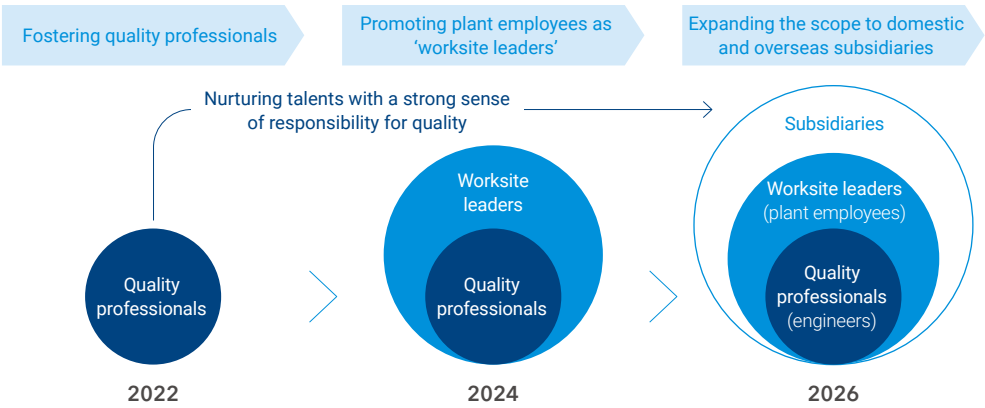 Fostering quality professionals
Promoting plant employees as
‘worksite leaders’
Expanding the scope to domestic
and overseas subsidiaries
Nurturing talents with a strong sense
of responsibility for quality
Quality
professionals
2022
Worksite
leaders
Quality
professionals
2024
Subsidiaries
Worksite leaders
(plant employees)
Quality
professionals
(engineers)
2026